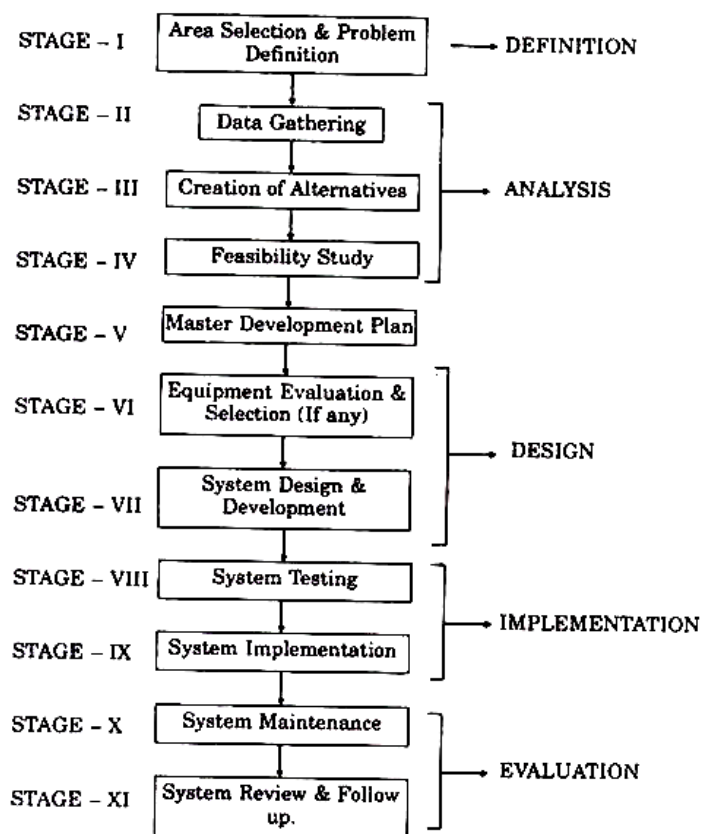 STAGE – I
Area Selection & Problem
Definition
DEFINITION
STAGE – II
Data Gathering
STAGE – III
Creation of Alternatives
ANALYSIS
STAGE – IV
Feasibility Study
STAGE – V
Master Development Plan
STAGE – VI
Equipment Evaluation &
Selection (If any)
DESIGN
STAGE – VII
System Design &
Development
STAGE – VIII
System Testing
IMPLEMENTATION
STAGE – IX
System Implementation
STAGE – X
System Maintenance
EVALUATION
STAGE – XI
System Review & Follow
up.